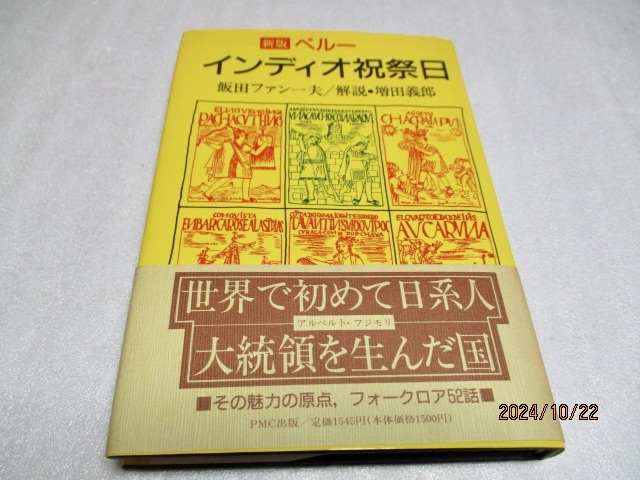 新版 ペルー
インディオ祝祭日
飯田ファン一夫/解説・増田義郎
世界で初めて日系人
アルベルト・フジモリ
大統領を生んだ国
■その魅力の原点,フォークロア52話■
PMC出版/定価1545円(本体価格1500円)
2024/10/22